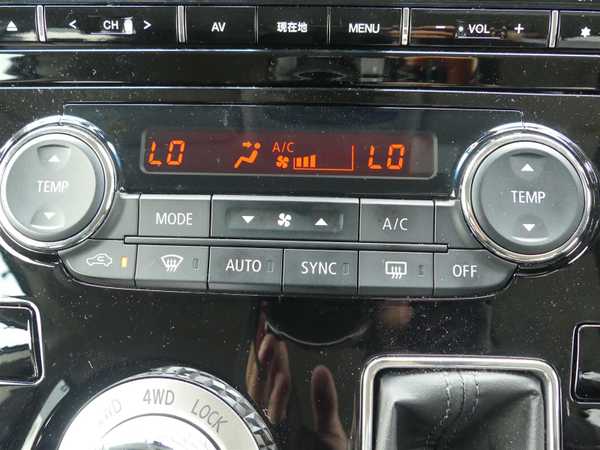 < CH > AV 現在地 MENU - VOL +
LO A/C LO
TEMP MODE A/C TEMP
AUTO SYNC OFF
4WD LOCK